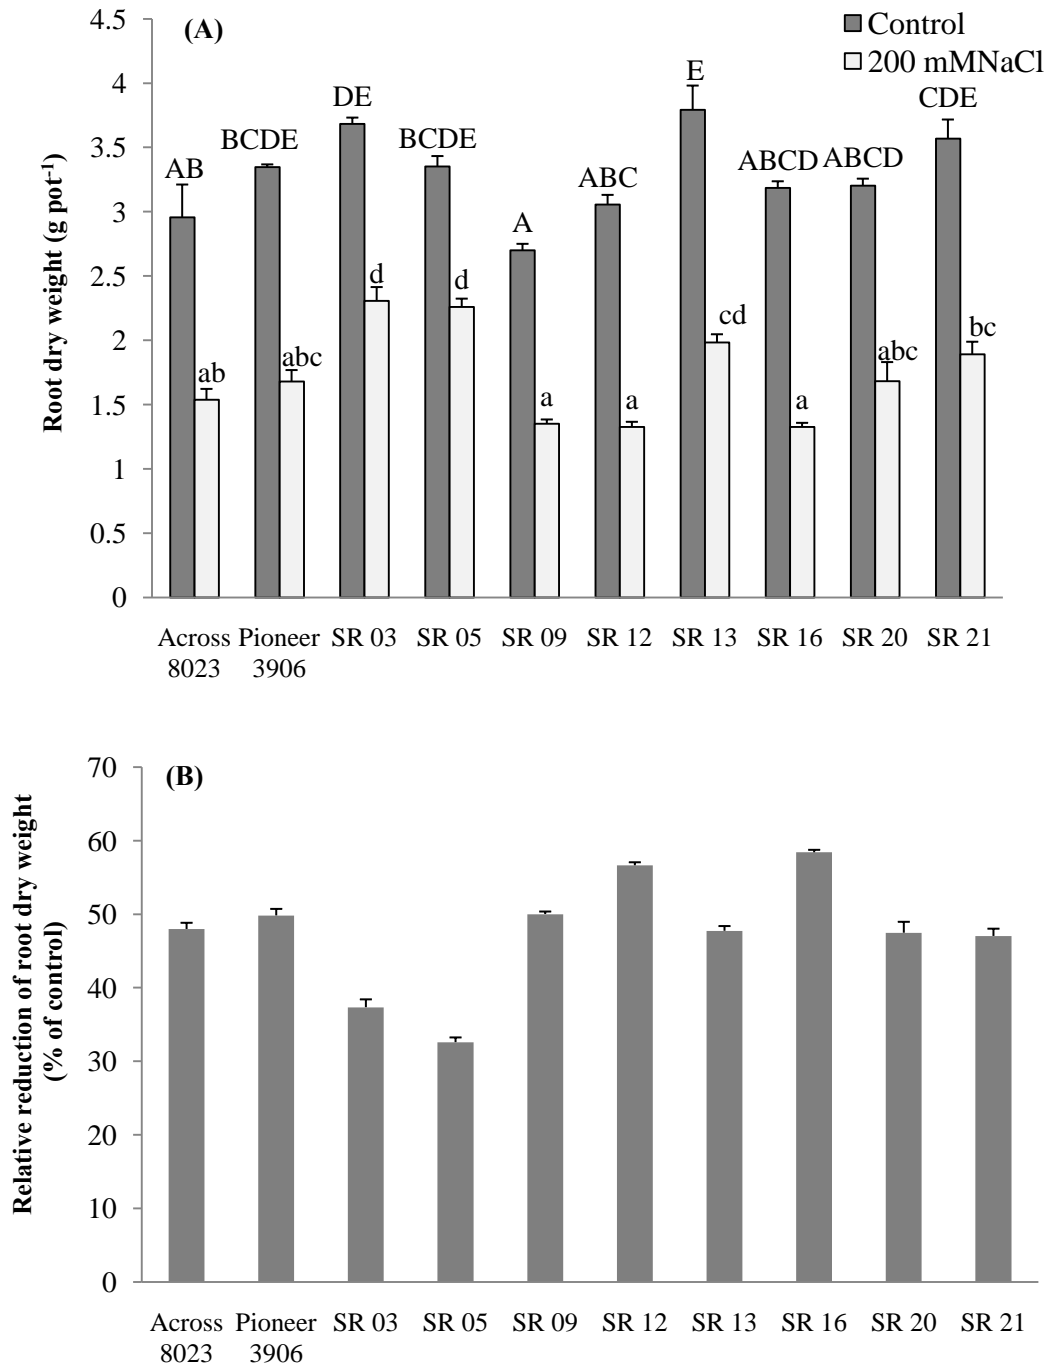 (A)
Control
200 mMNaCl
Root dry weight (g pot-1)
4.5
4
3.5
3
2.5
2
1.5
1
0.5
0
AB
BCDE
DE
BCDE
A
ABC
E
ABCD
ABCD
CDE
ab
abc
d
d
a
a
cd
a
abc
bc
Across 8023
Pioneer 3906
SR 03
SR 05
SR 09
SR 12
SR 13
SR 16
SR 20
SR 21
(B)
Relative reduction of root dry weight
(% of control)
70
60
50
40
30
20
10
0
Across 8023
Pioneer 3906
SR 03
SR 05
SR 09
SR 12
SR 13
SR 16
SR 20
SR 21